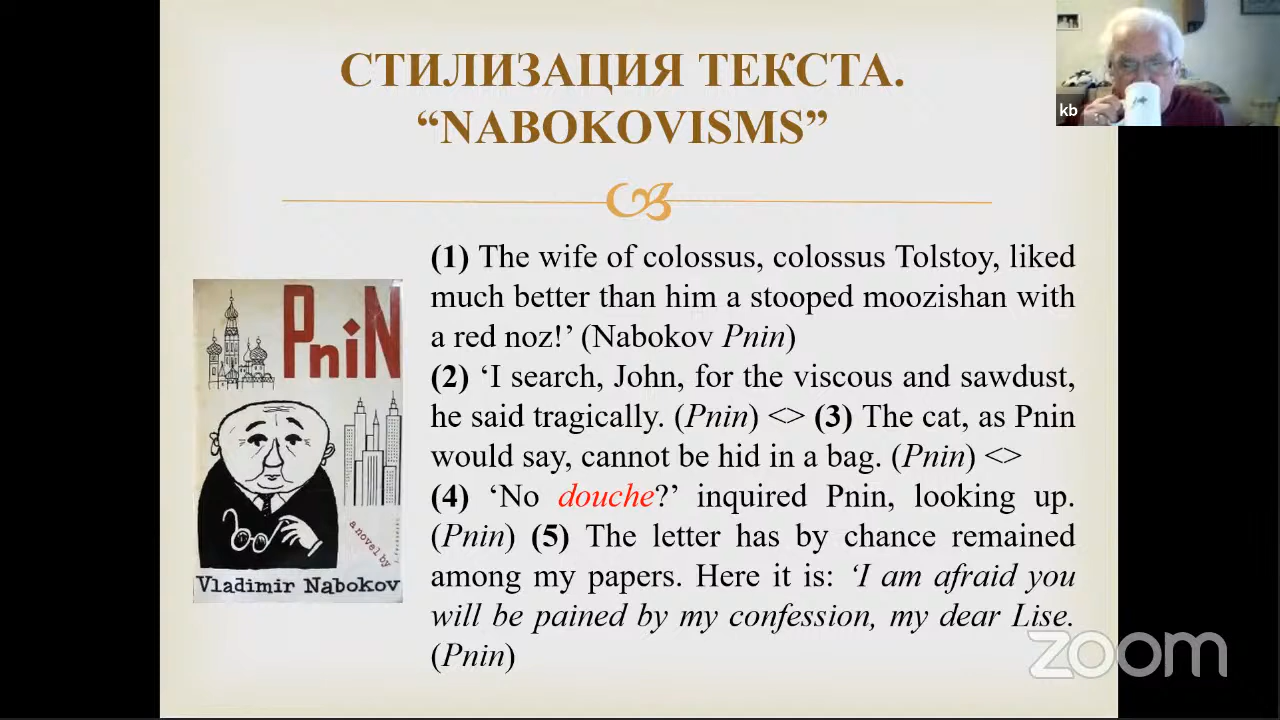 СТИЛИЗАЦИЯ ТЕКСТА.
“NABOKOVISMS”
kb
(1) The wife of colossus, colossus Tolstoy, liked
much better than him a stooped moozishan with
a red noz!’ (Nabokov Pnin)
(2) ‘I search, John, for the viscous and sawdust,
he said tragically. (Pnin) <> (3) The cat, as Pnin
would say, cannot be hid in a bag. (Pnin) <>
(4) ‘No douche?’ inquired Pnin, looking up.
(Pnin) (5) The letter has by chance remained
among my papers. Here it is: ‘I am afraid you
will be pained by my confession, my dear Lise.
(Pnin)
PniN
a novel by
Vladimir Nabokov
zoom